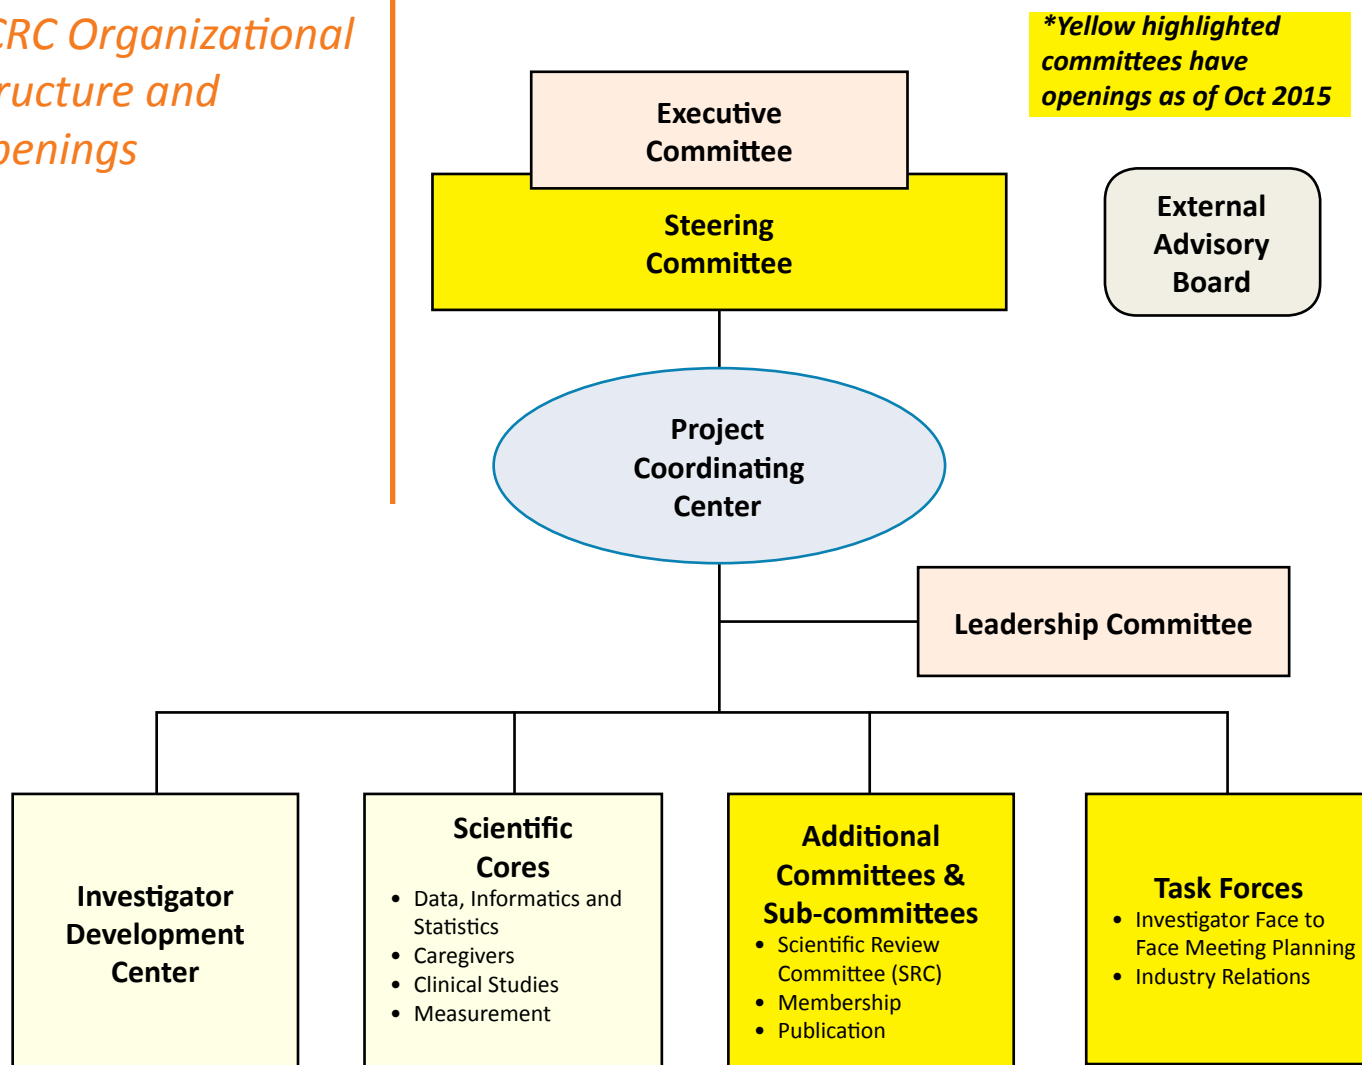 CRC Organizational
ructure and
penings
*Yellow highlighted
committees have
openings as of Oct 2015
Executive
Committee
Steering
Committee
External
Advisory
Board
Project
Coordinating
Center
Leadership Committee
Investigator
Development
Center
Scientific
Cores
• Data, Informatics and
Statistics
• Caregivers
• Clinical Studies
• Measurement
Additional
Committees &
Sub-committees
• Scientific Review
Committee (SRC)
• Membership
• Publication
Task Forces
• Investigator Face to
Face Meeting Planning
• Industry Relations